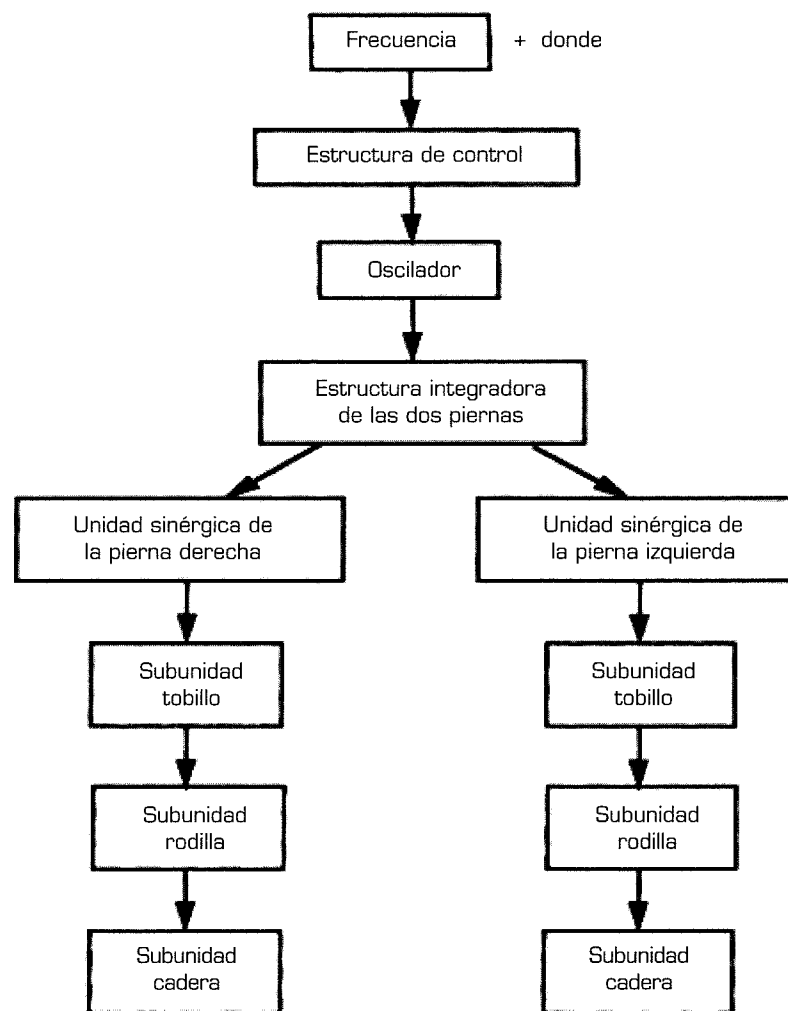 Frecuencia + donde
Estructura de control
Oscilador
Estructura integradora
de las dos piernas
Unidad sinérgica de
la pierna derecha
Unidad sinérgica de
la pierna izquierda
Subunidad
tobillo
Subunidad
tobillo
Subunidad
rodilla
Subunidad
rodilla
Subunidad
cadera
Subunidad
cadera